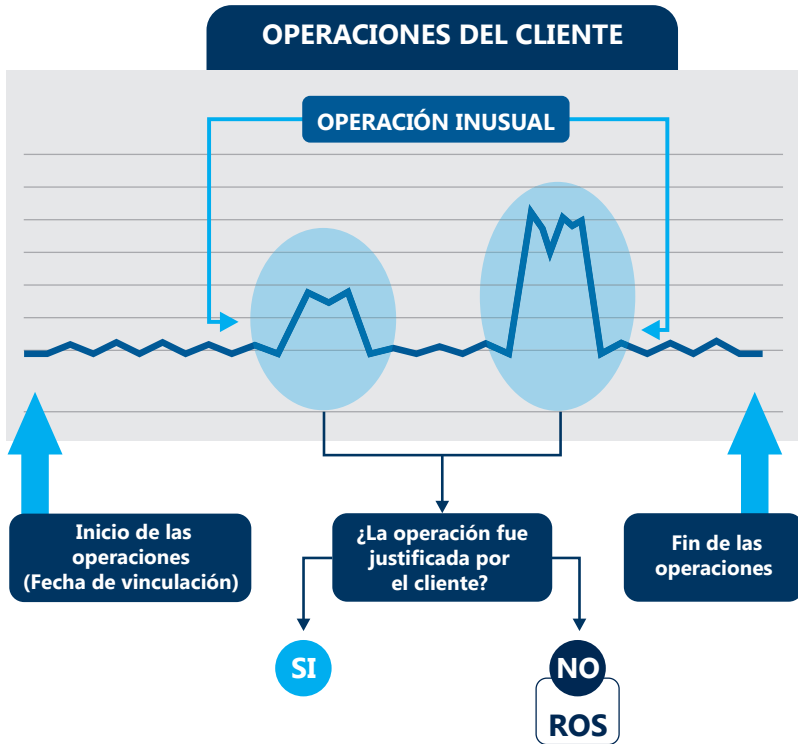 OPERACIONES DEL CLIENTE
OPERACIÓN INUSUAL
Inicio de las
operaciones
(Fecha de vinculación)
¿La operación fue
justificada por
el cliente?
Fin de las
operaciones
SI
NO
ROS